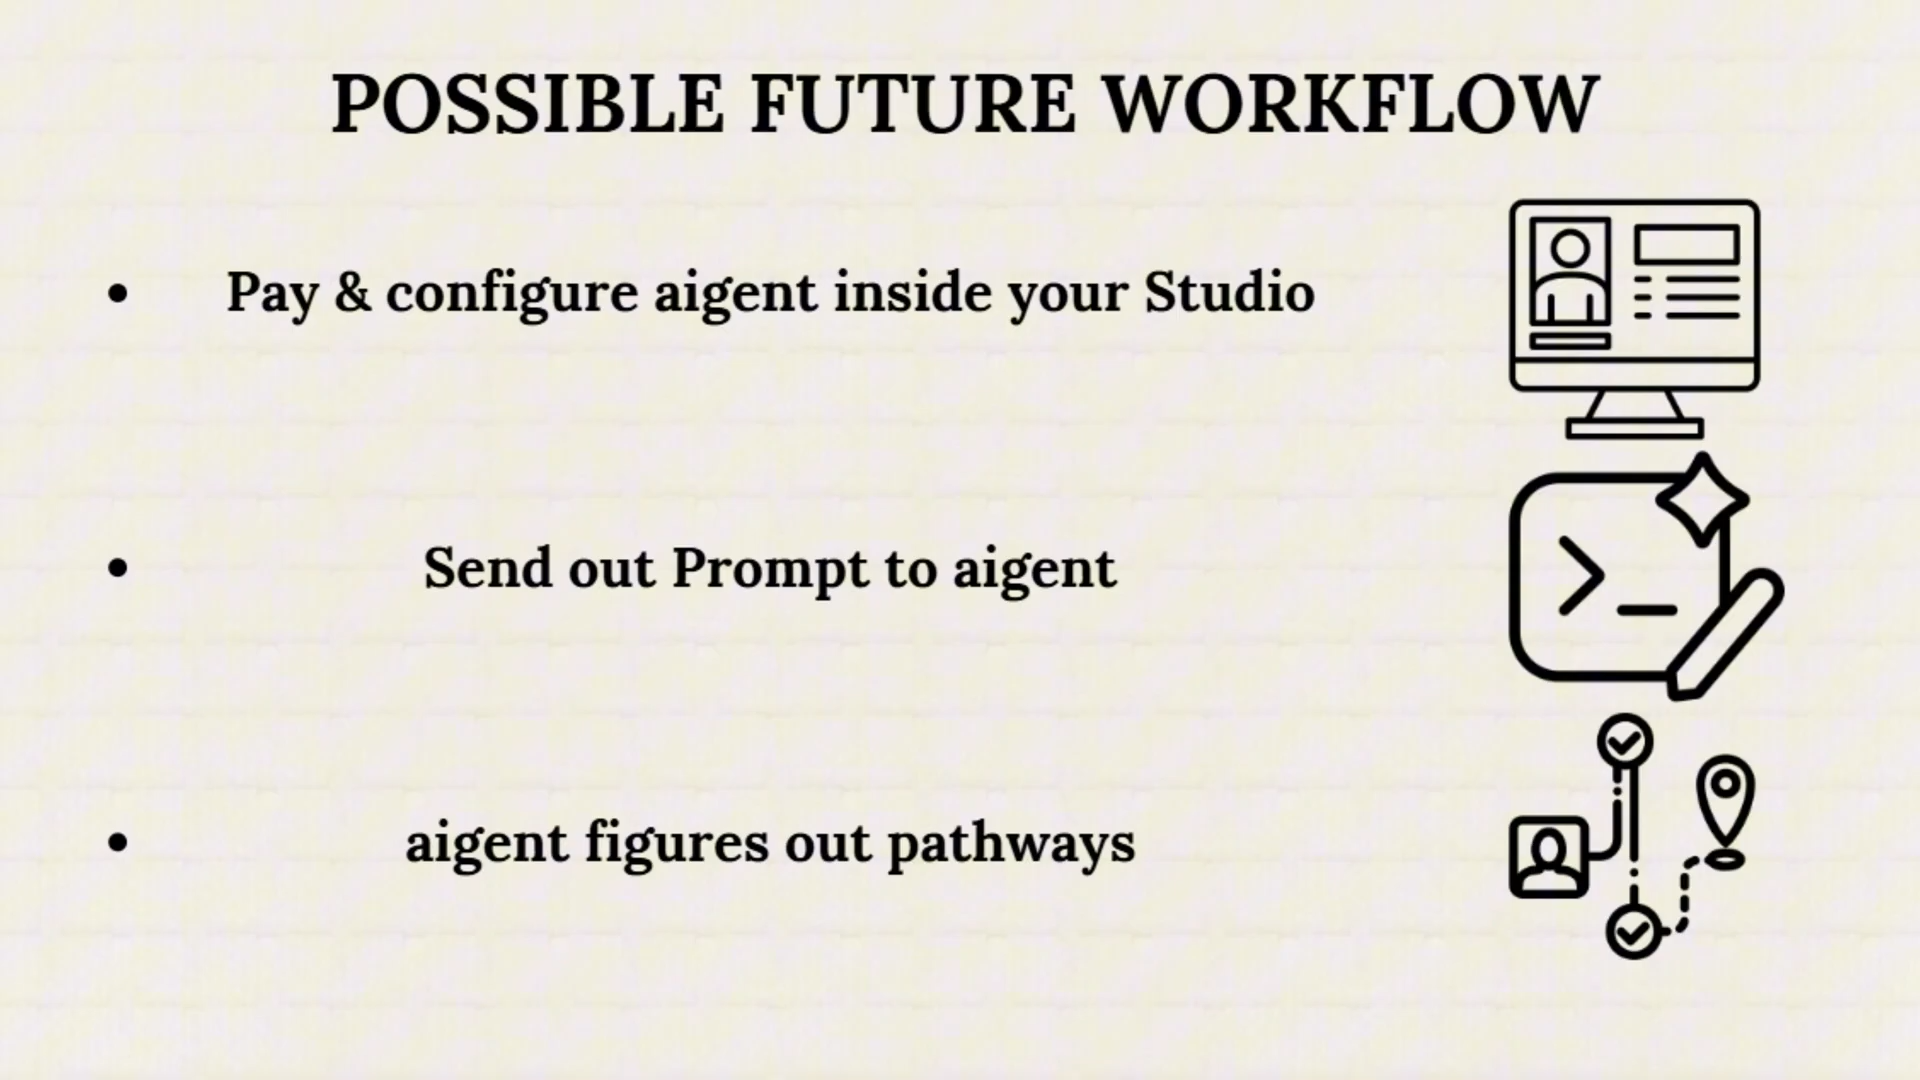 POSSIBLE FUTURE WORKFLOW
• Pay & configure aigent inside your Studio
• Send out Prompt to aigent
• aigent figures out pathways